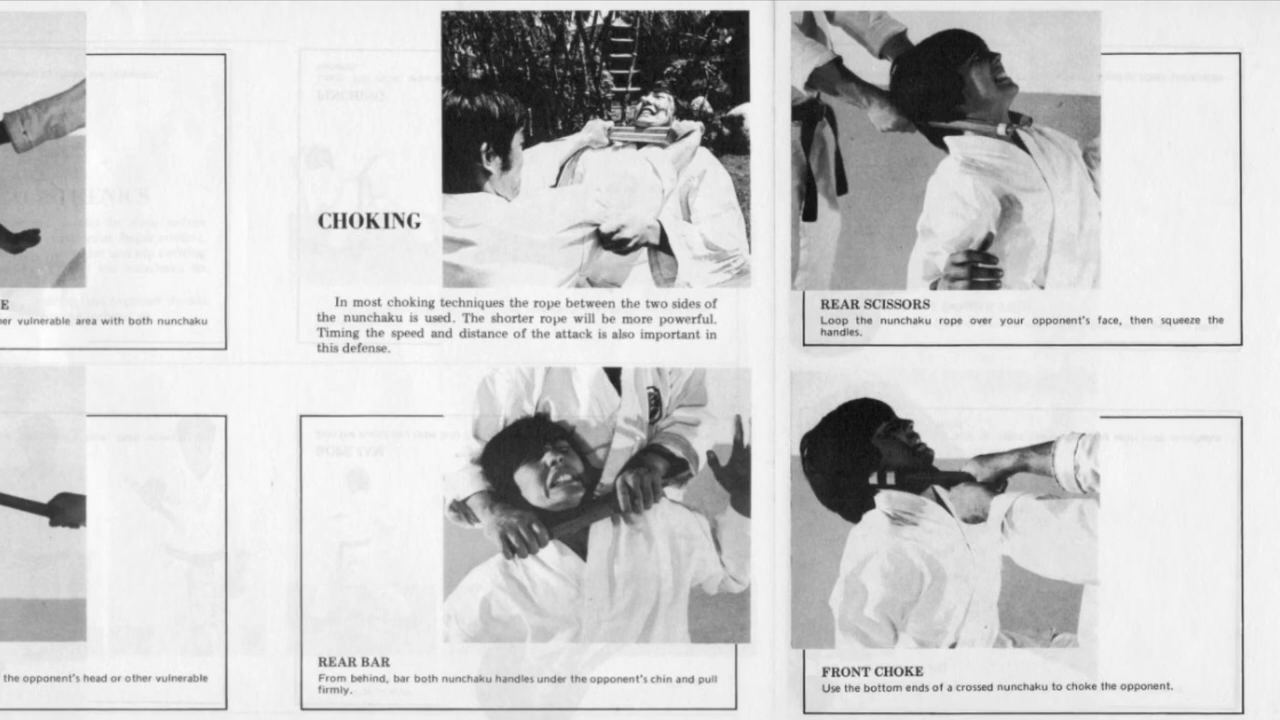 E
her vulnerable area with both nunchaku
the opponent's head or other vulnerable
CHOKING
In most choking techniques the rope between the two sides of
the nunchaku is used. The shorter rope will be more powerful.
Timing the speed and distance of the attack is also important in
this defense.
REAR BAR
From behind, bar both nunchaku handles under the opponent's chin and pull
firmly.
REAR SCISSORS
Loop the nunchaku rope over your opponent's face, then squeeze the
handles.
FRONT CHOKE
Use the bottom ends of a crossed nunchaku to choke the opponent.